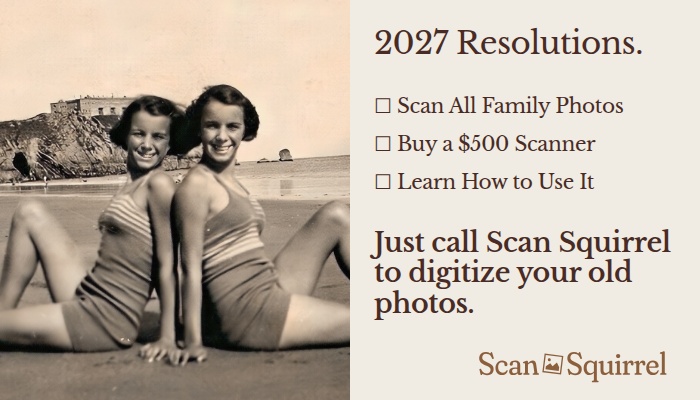 2027 Resolutions.
☐ Scan All Family Photos
☐ Buy a $500 Scanner
☐ Learn How to Use It
Just call Scan Squirrel
to digitize your old
photos.
Scan Squirrel